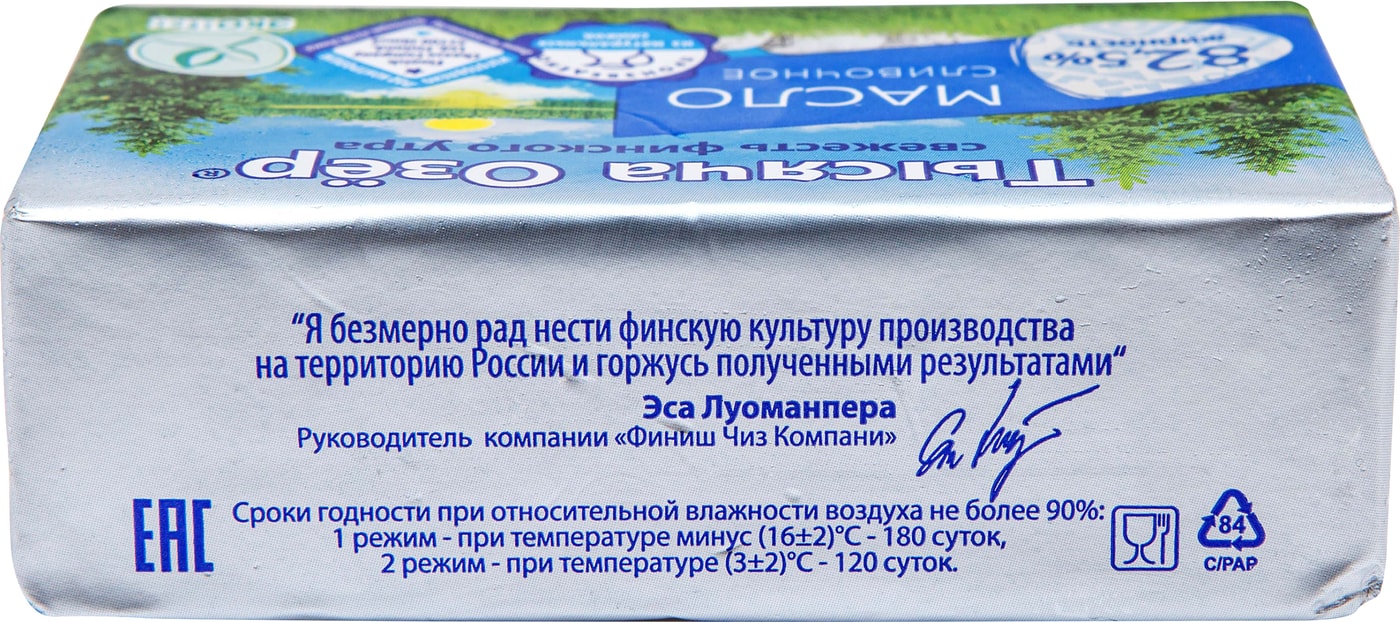 Тысяча Озёр®
свежесть финского утра
МАСЛО
СЛИВОЧНОЕ
82,5%
жирность
"Я безмерно рад нести финскую культуру производства
на территорию России и горжусь полученными результатами"
Эса Луоманпера
Руководитель компании «Финиш Чиз Компани»
EAC
Сроки годности при относительной влажности воздуха не более 90%:
1 режим - при температуре минус (16±2)°С - 180 суток,
2 режим - при температуре (3±2)°С - 120 суток.
84
C/PAP